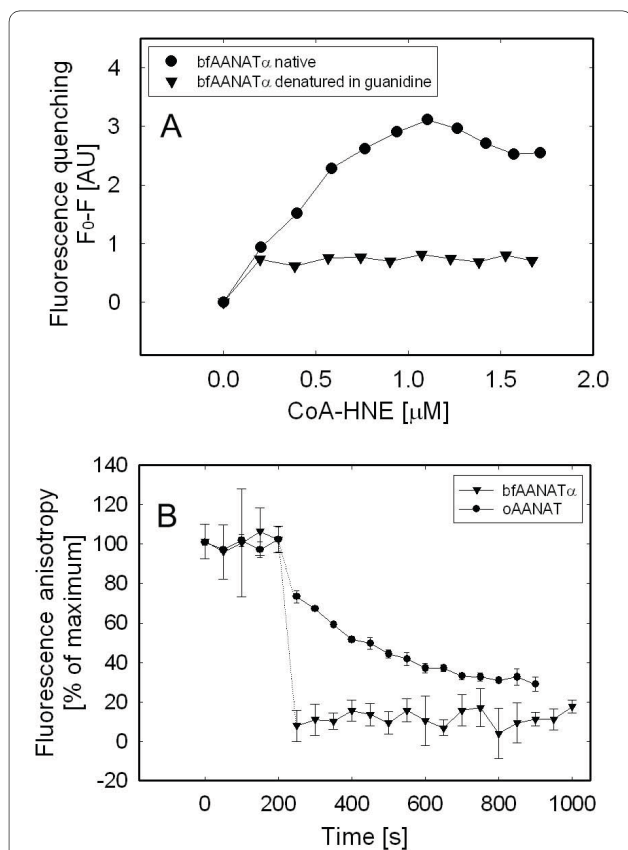 bfAANATα native
bfAANATα denatured in guanidine
A
Fluorescence quenching
F0-F [AU]
4
3
2
1
0
0.0 0.5 1.0 1.5 2.0
CoA-HNE [µM]
B
bfAANATα
oAANAT
Fluorescence anisotropy
[% of maximum]
140
120
100
80
60
40
20
0
-20
0 200 400 600 800 1000
Time [s]